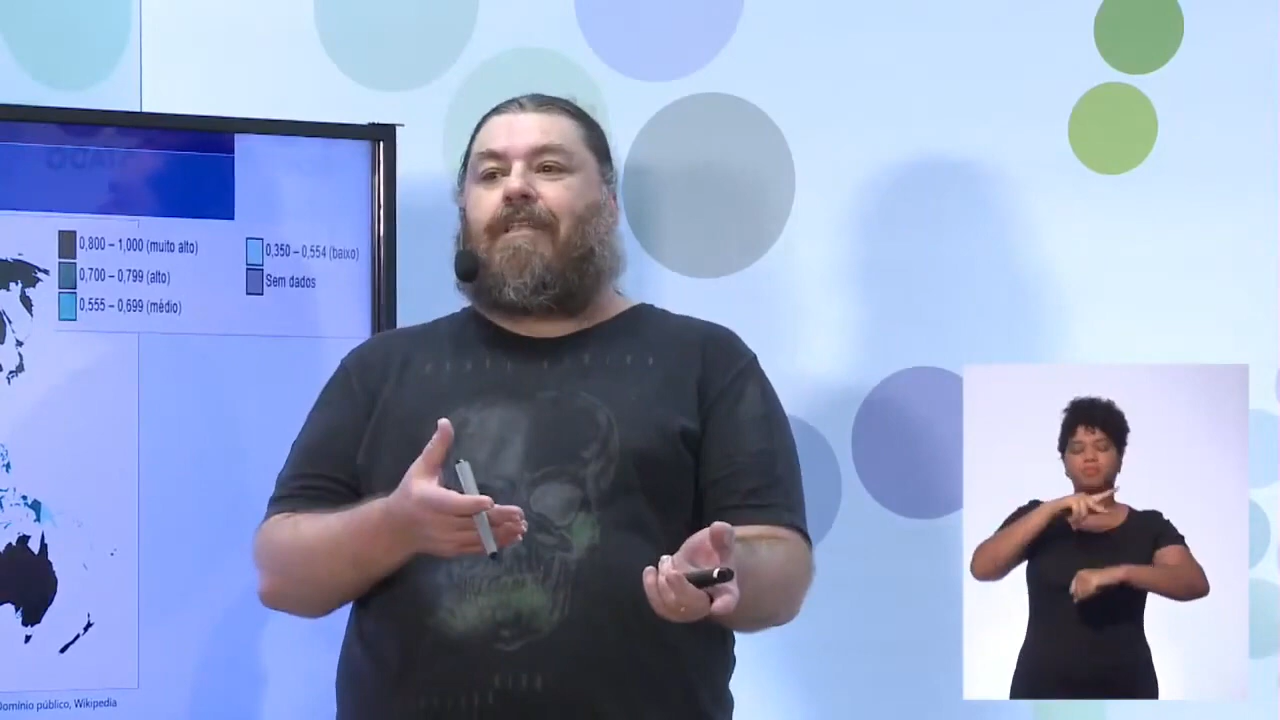 0,800 – 1,000 (muito alto)
0,700 – 0,799 (alto)
0,555 – 0,699 (médio)
0,350 – 0,554 (baixo)
Sem dados
Domínio público, Wikipedia